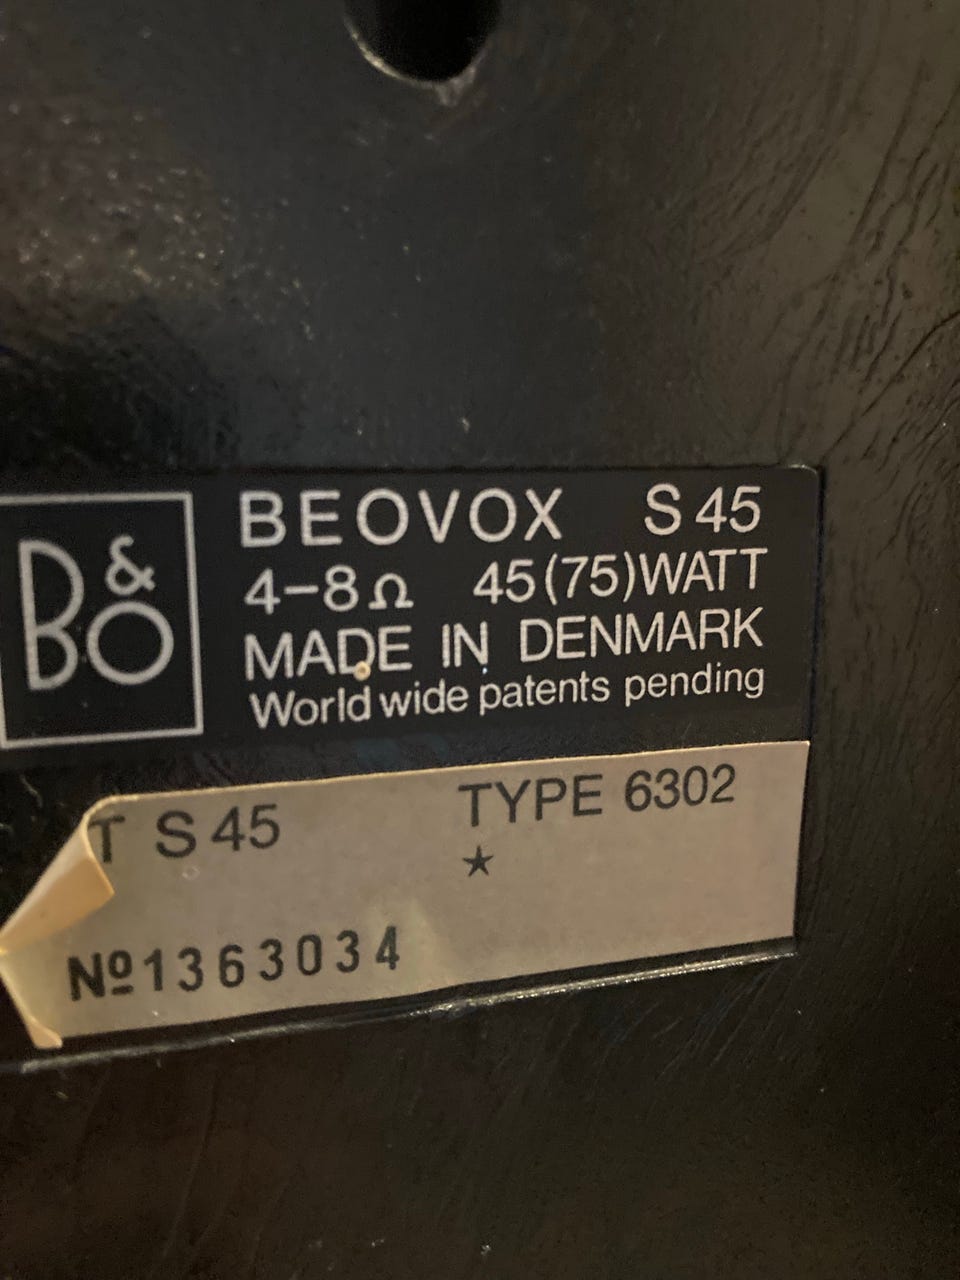 B&O
BEOVOX S 45
4-8Ω 45(75)WATT
MADE IN DENMARK
World wide patents pending
T S 45 TYPE 6302
★
Nº1363034